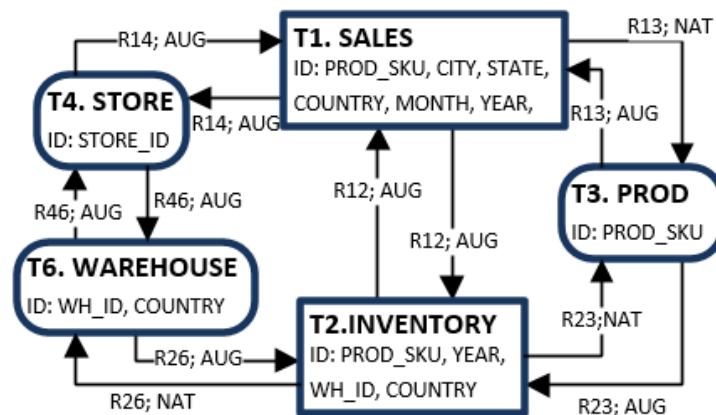 R14; AUG
T1. SALES
ID: PROD_SKU, CITY, STATE,
COUNTRY, MONTH, YEAR,
R13; NAT
T4. STORE
ID: STORE_ID
R14; AUG
R13; AUG
R46; AUG
R46; AUG
R12; AUG
R12; AUG
T3. PROD
ID: PROD_SKU
T6. WAREHOUSE
ID: WH_ID, COUNTRY
T2.INVENTORY
ID: PROD_SKU, YEAR,
WH_ID, COUNTRY
R23;NAT
R26; AUG
R26; NAT
R23; AUG